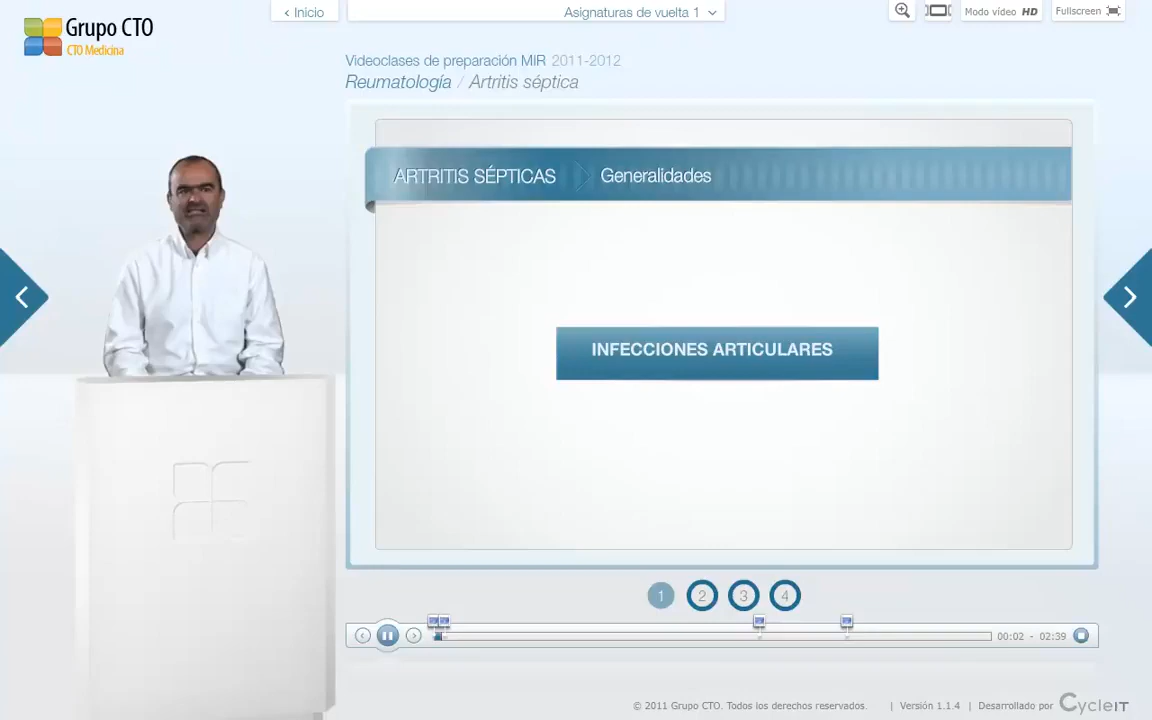 Grupo CTO
CTO Medicina
‹ Inicio
Asignaturas de vuelta 1
Modo vídeo HD
Fullscreen
Videoclases de preparación MIR 2011-2012
Reumatología / Artritis séptica
ARTRITIS SÉPTICAS Generalidades
INFECCIONES ARTICULARES
1 2 3 4
00:02 - 02:39
© 2011 Grupo CTO. Todos los derechos reservados. | Versión 1.1.4 | Desarrollado por CycleIT